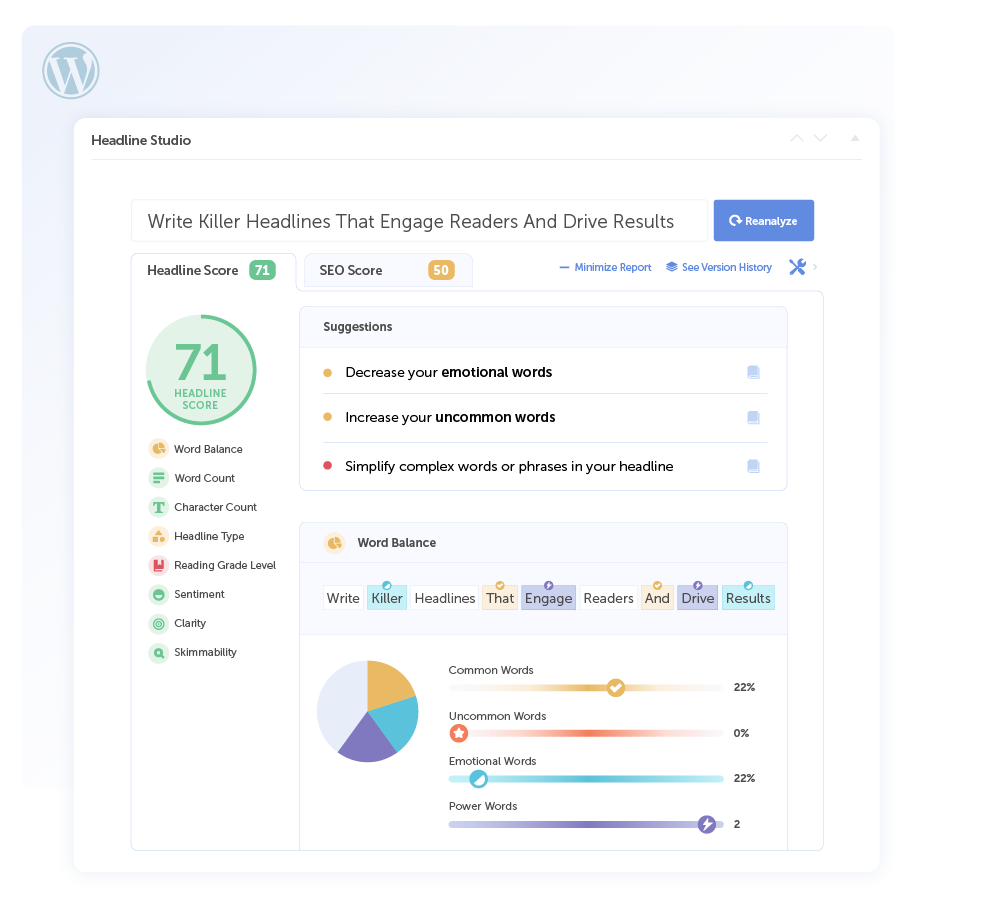 W
Headline Studio
Write Killer Headlines That Engage Readers And Drive Results
Reanalyze
Headline Score 71
SEO Score 50
Minimize Report
See Version History
71
HEADLINE
SCORE
Word Balance
Word Count
T Character Count
Headline Type
Reading Grade Level
Sentiment
Clarity
Skimmability
Suggestions
Decrease your emotional words
Increase your uncommon words
Simplify complex words or phrases in your headline
Word Balance
Write Killer Headlines That Engage Readers And Drive Results
Common Words
22%
Uncommon Words
0%
Emotional Words
22%
Power Words
2